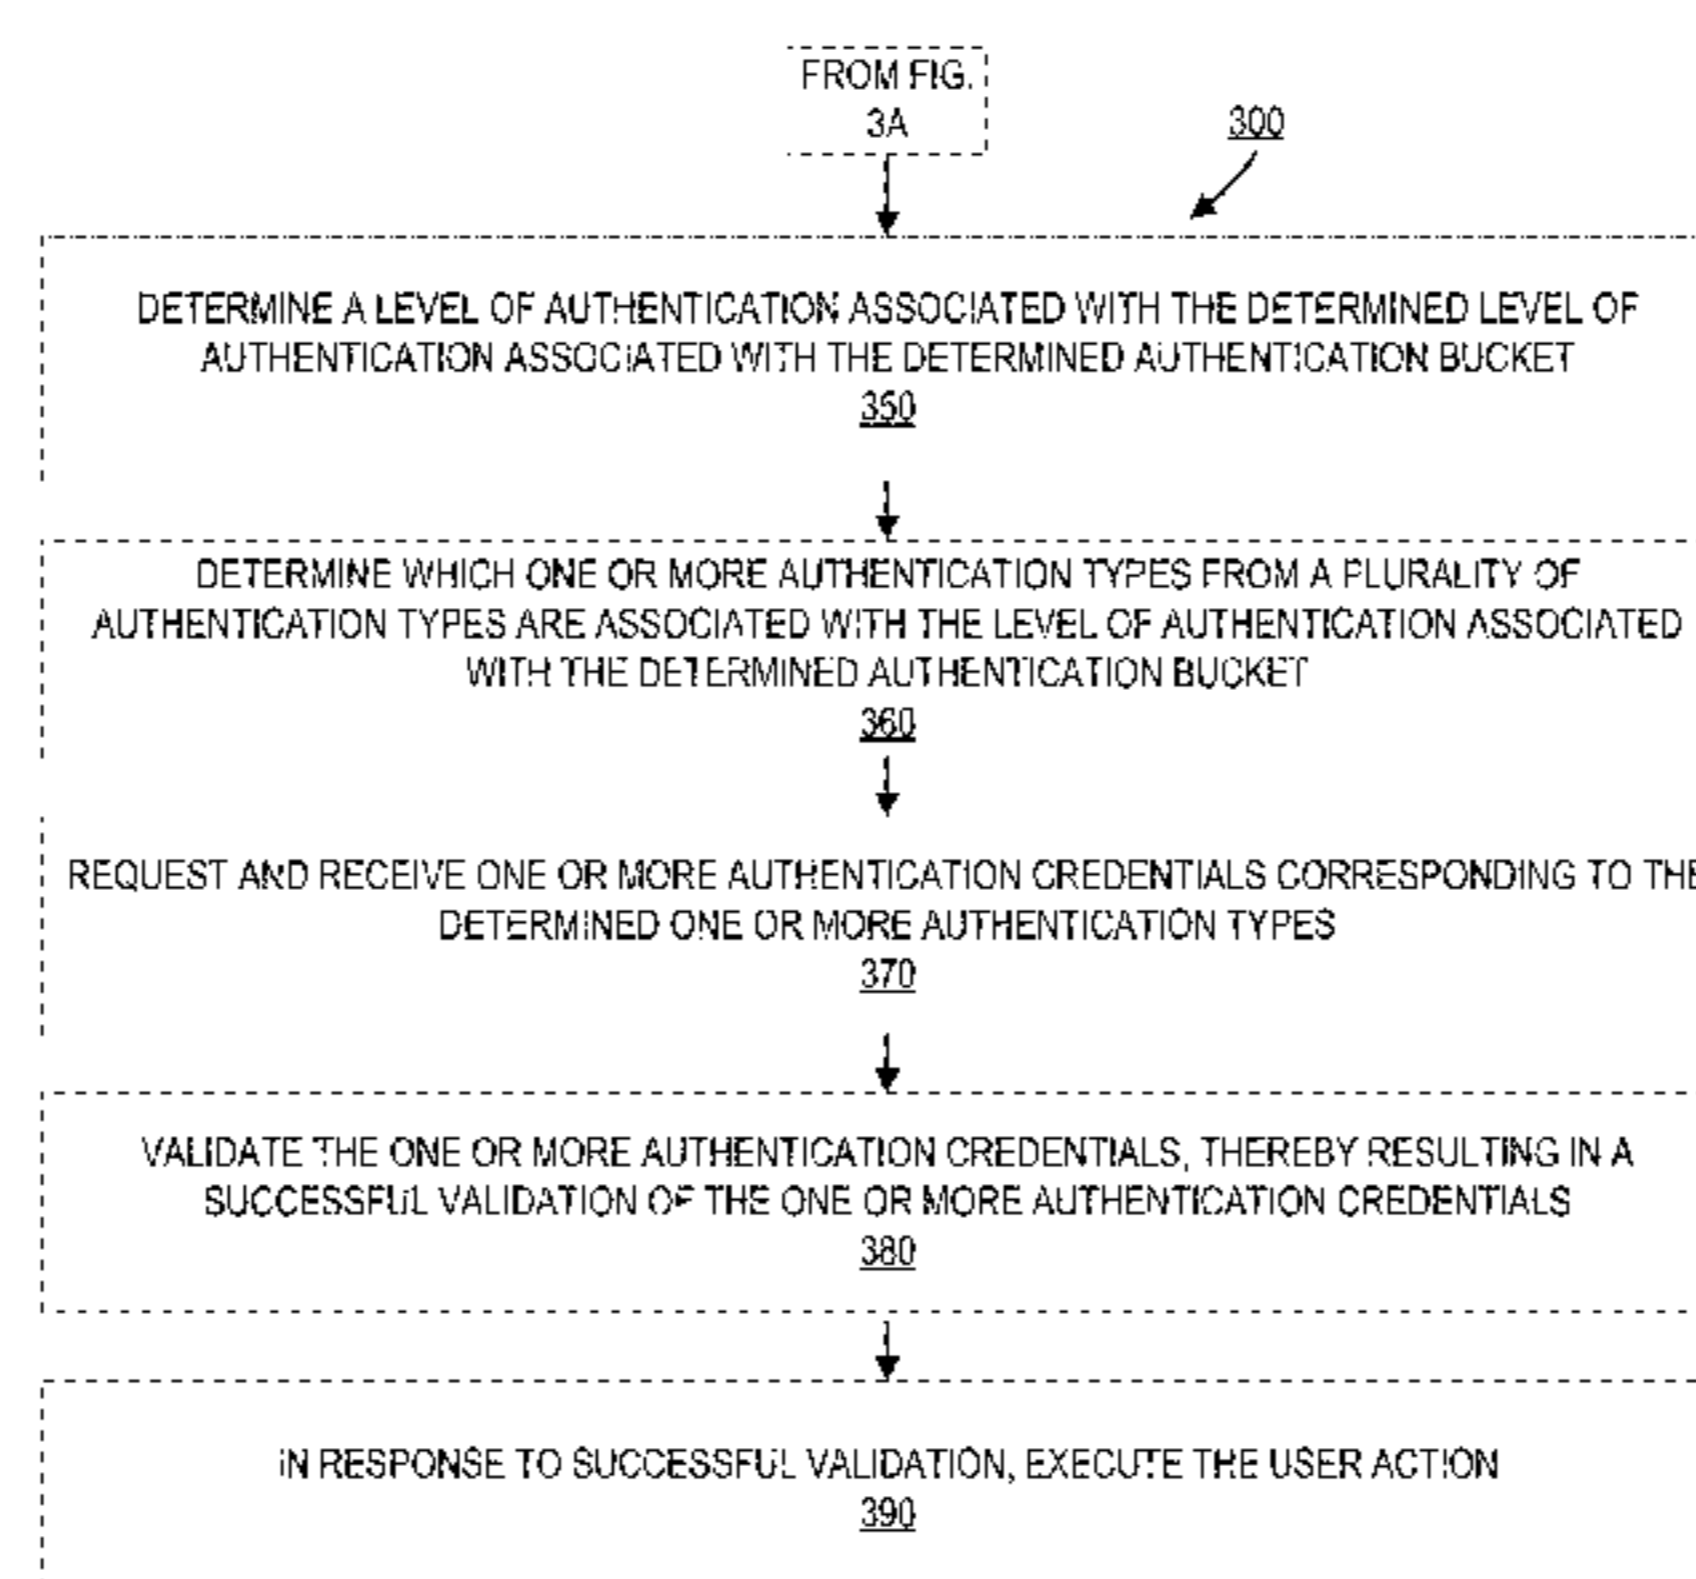 FROM FIG.
3A
300
DETERMINE A LEVEL OF AUTHENTICATION ASSOCIATED WITH THE DETERMINED LEVEL OF
AUTHENTICATION ASSOCIATED WITH THE DETERMINED AUTHENTICATION BUCKET
350
DETERMINE WHICH ONE OR MORE AUTHENTICATION TYPES FROM A PLURALITY OF
AUTHENTICATION TYPES ARE ASSOCIATED WITH THE LEVEL OF AUTHENTICATION ASSOCIATED
WITH THE DETERMINED AUTHENTICATION BUCKET
360
REQUEST AND RECEIVE ONE OR MORE AUTHENTICATION CREDENTIALS CORRESPONDING TO THE
DETERMINED ONE OR MORE AUTHENTICATION TYPES
370
VALIDATE THE ONE OR MORE AUTHENTICATION CREDENTIALS, THEREBY RESULTING IN A
SUCCESSFUL VALIDATION OF THE ONE OR MORE AUTHENTICATION CREDENTIALS
380
IN RESPONSE TO SUCCESSFUL VALIDATION, EXECUTE THE USER ACTION
390